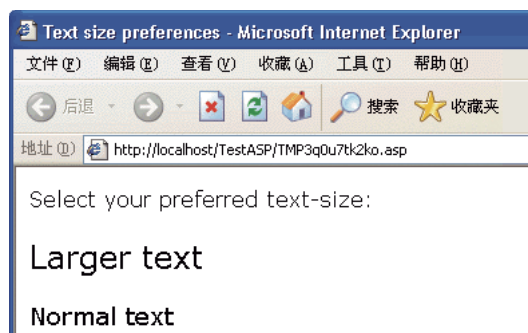 Text size preferences - Microsoft Internet Explorer
文件(F) 编辑(E) 查看(V) 收藏(A) 工具(T) 帮助(H)
后退 搜索 收藏夹
地址(D) http://localhost/TestASP/TMP3q0u7tk2ko.asp
Select your preferred text-size:
Larger text
Normal text